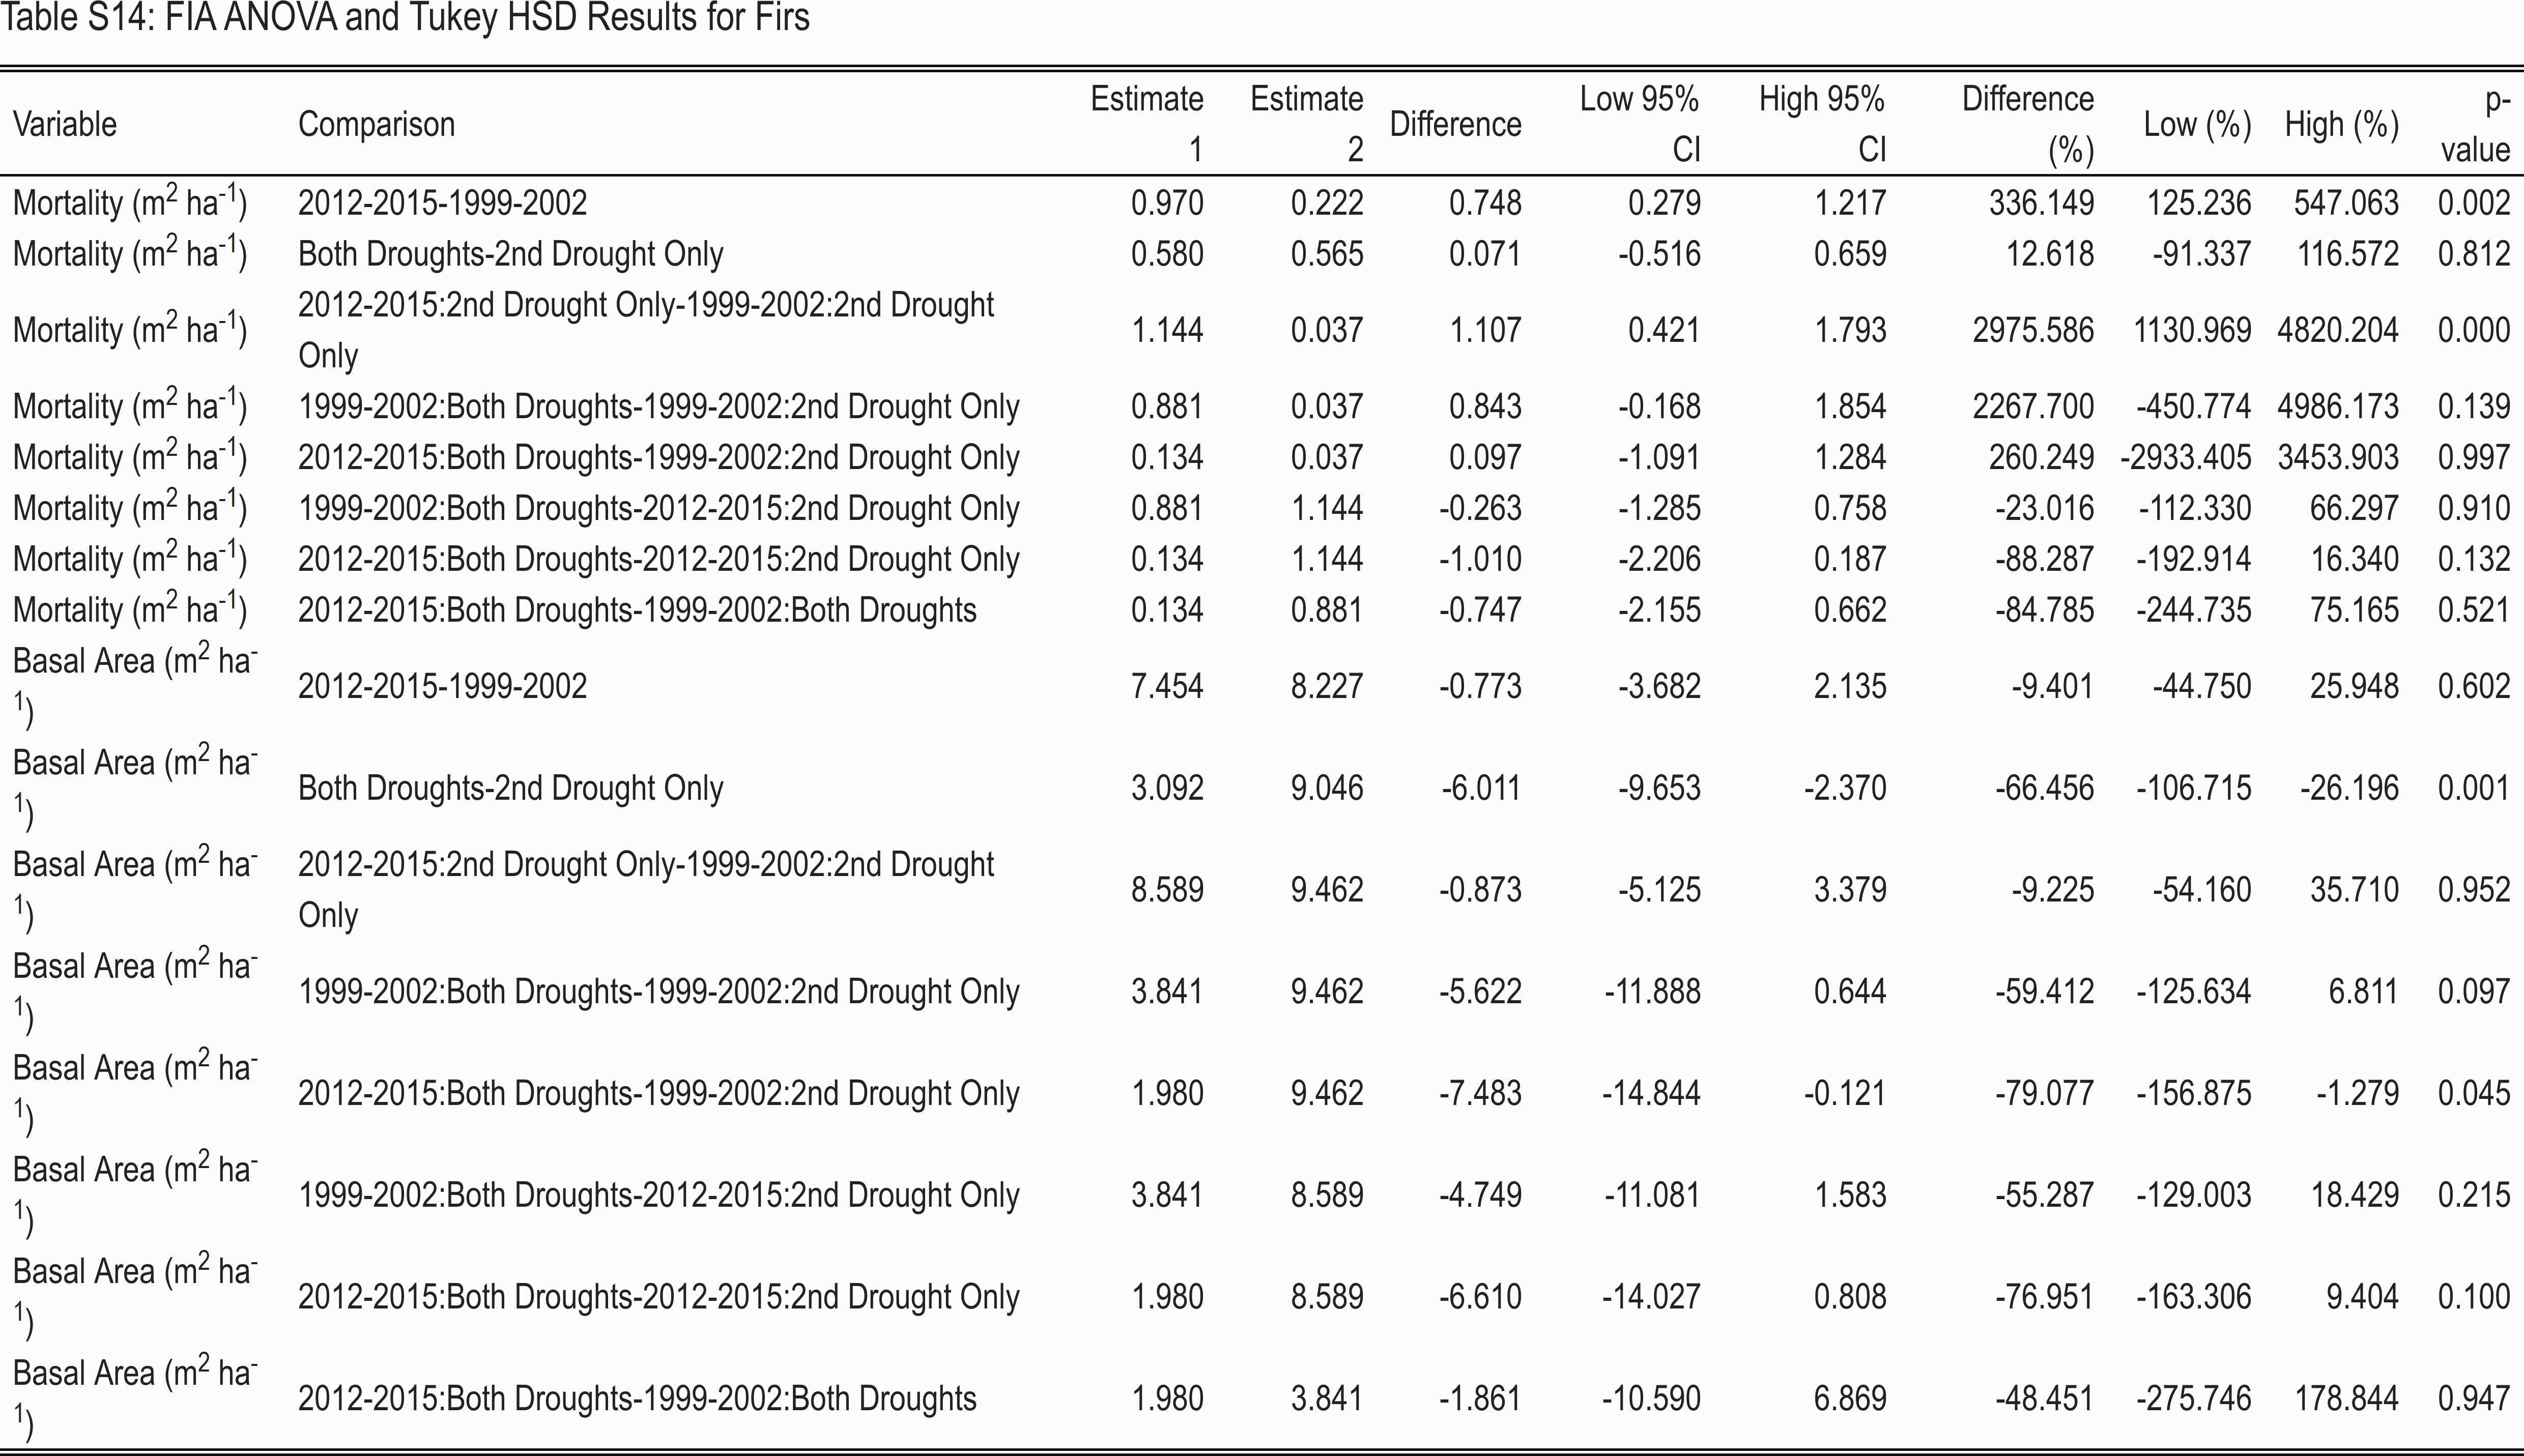 Table S14: FIA ANOVA and Tukey HSD Results for Firs
Variable Comparison Estimate 1 Estimate 2 Difference Low 95% CI High 95% CI Difference (%) Low (%) High (%) p-value
Mortality (m2 ha-1) 2012-2015-1999-2002 0.970 0.222 0.748 0.279 1.217 336.149 125.236 547.063 0.002
Mortality (m2 ha-1) Both Droughts-2nd Drought Only 0.580 0.565 0.071 -0.516 0.659 12.618 -91.337 116.572 0.812
Mortality (m2 ha-1) 2012-2015:2nd Drought Only-1999-2002:2nd Drought Only 1.144 0.037 1.107 0.421 1.793 2975.586 1130.969 4820.204 0.000
Mortality (m2 ha-1) 1999-2002:Both Droughts-1999-2002:2nd Drought Only 0.881 0.037 0.843 -0.168 1.854 2267.700 -450.774 4986.173 0.139
Mortality (m2 ha-1) 2012-2015:Both Droughts-1999-2002:2nd Drought Only 0.134 0.037 0.097 -1.091 1.284 260.249 -2933.405 3453.903 0.997
Mortality (m2 ha-1) 1999-2002:Both Droughts-2012-2015:2nd Drought Only 0.881 1.144 -0.263 -1.285 0.758 -23.016 -112.330 66.297 0.910
Mortality (m2 ha-1) 2012-2015:Both Droughts-2012-2015:2nd Drought Only 0.134 1.144 -1.010 -2.206 0.187 -88.287 -192.914 16.340 0.132
Mortality (m2 ha-1) 2012-2015:Both Droughts-1999-2002:Both Droughts 0.134 0.881 -0.747 -2.155 0.662 -84.785 -244.735 75.165 0.521
Basal Area (m2 ha-1) 2012-2015-1999-2002 7.454 8.227 -0.773 -3.682 2.135 -9.401 -44.750 25.948 0.602
Basal Area (m2 ha-1) Both Droughts-2nd Drought Only 3.092 9.046 -6.011 -9.653 -2.370 -66.456 -106.715 -26.196 0.001
Basal Area (m2 ha-1) 2012-2015:2nd Drought Only-1999-2002:2nd Drought Only 8.589 9.462 -0.873 -5.125 3.379 -9.225 -54.160 35.710 0.952
Basal Area (m2 ha-1) 1999-2002:Both Droughts-1999-2002:2nd Drought Only 3.841 9.462 -5.622 -11.888 0.644 -59.412 -125.634 6.811 0.097
Basal Area (m2 ha-1) 2012-2015:Both Droughts-1999-2002:2nd Drought Only 1.980 9.462 -7.483 -14.844 -0.121 -79.077 -156.875 -1.279 0.045
Basal Area (m2 ha-1) 1999-2002:Both Droughts-2012-2015:2nd Drought Only 3.841 8.589 -4.749 -11.081 1.583 -55.287 -129.003 18.429 0.215
Basal Area (m2 ha-1) 2012-2015:Both Droughts-2012-2015:2nd Drought Only 1.980 8.589 -6.610 -14.027 0.808 -76.951 -163.306 9.404 0.100
Basal Area (m2 ha-1) 2012-2015:Both Droughts-1999-2002:Both Droughts 1.980 3.841 -1.861 -10.590 6.869 -48.451 -275.746 178.844 0.947